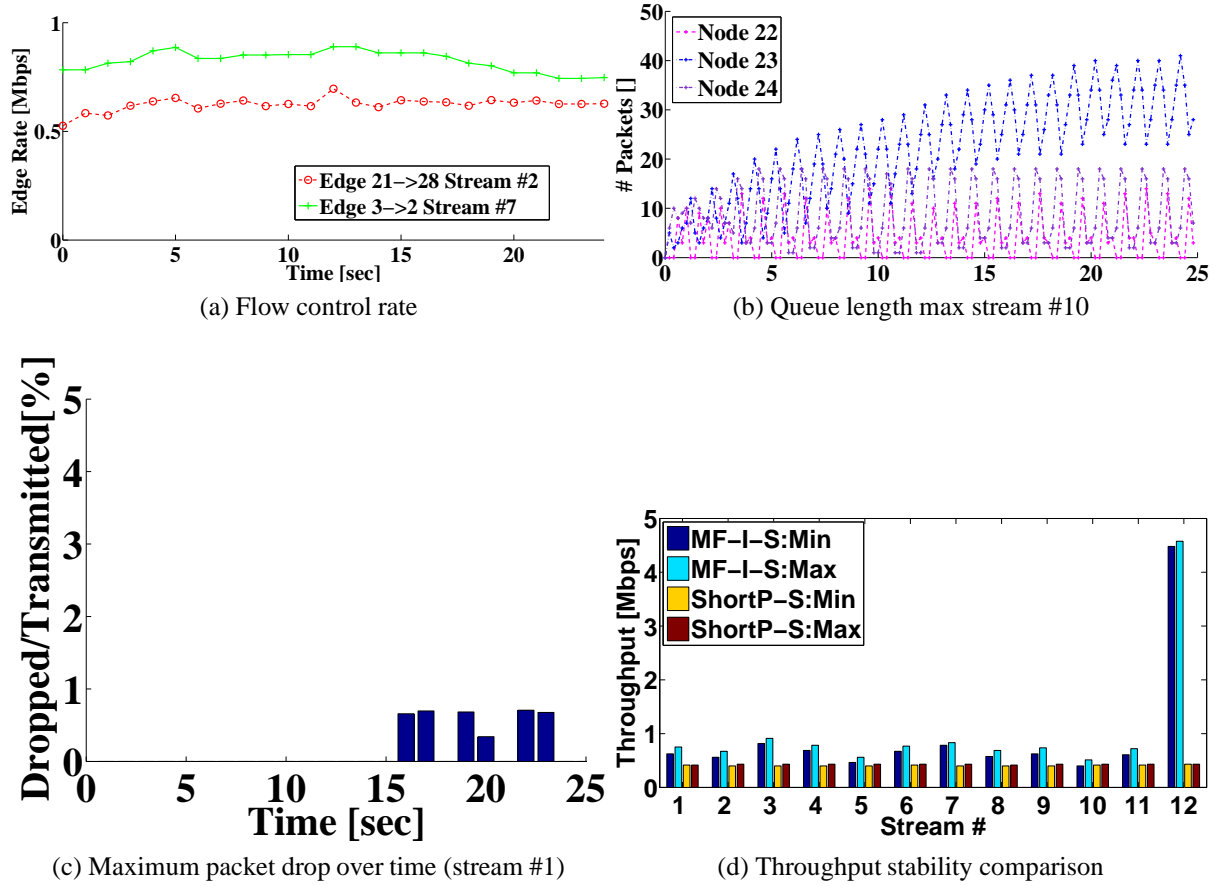 1
0.5
0
0 5 10 15 20
Edge Rate [Mbps]
Time [sec]
Edge 21−>28 Stream #2
Edge 3−>2 Stream #7
(a) Flow control rate
50
40
30
20
10
0
0 5 10 15 20 25
# Packets []
Time [sec]
Node 22
Node 23
Node 24
(b) Queue length max stream #10
5
4
3
2
1
0
0 5 10 15 20 25
Dropped/Transmitted[%]
Time [sec]
(c) Maximum packet drop over time (stream #1)
5
4
3
2
1
0
1 2 3 4 5 6 7 8 9 10 11 12
Throughput [Mbps]
Stream #
MF−I−S:Min
MF−I−S:Max
ShortP−S:Min
ShortP−S:Max
(d) Throughput stability comparison